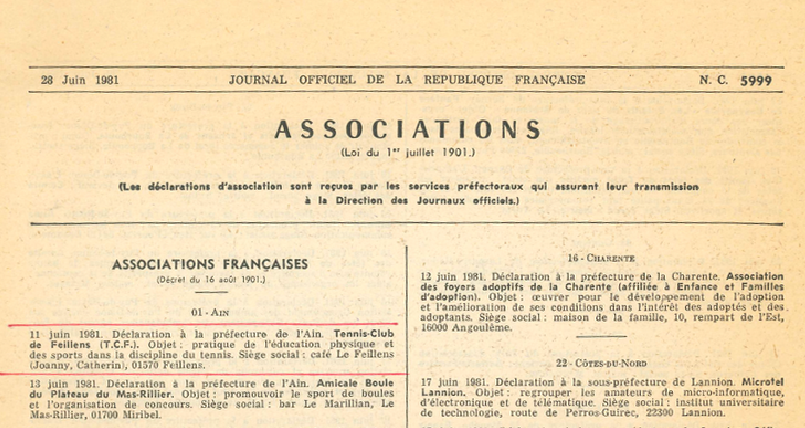 28 Juin 1981 JOURNAL OFFICIEL DE LA REPUBLIQUE FRANÇAISE N. C. 5999
ASSOCIATIONS
(Loi du 1er juillet 1901.)
(Les déclarations d'association sont reçues par les services préfectoraux qui assurent leur transmission
à la Direction des Journaux officiels.)
ASSOCIATIONS FRANÇAISES
(Décret du 16 août 1901.)
01 - AIN
11 juin 1981. Déclaration à la préfecture de l'Ain. Tennis-Club
de Feillens (T.C.F.). Objet : pratique de l'éducation physique et
des sports dans la discipline du tennis. Siège social : café Le Feillens
(Joanny, Catherin), 01570 Feillens.
13 juin 1981. Déclaration à la préfecture de l'Ain. Amicale Boule
du Plateau du Mas-Rillier. Objet : promouvoir le sport de boules
et l'organisation de concours. Siège social : bar Le Marillian, Le
Mas-Rillier, 01700 Miribel.
16 - CHARENTE
12 juin 1981. Déclaration à la préfecture de la Charente. Association
des foyers adoptifs de la Charente (affiliée à Enfance et Familles
d'adoption). Objet : œuvrer pour le développement de l'adoption
et l'amélioration de ses conditions dans l'intérêt des adoptés et des
adoptants. Siège social : maison de la famille, 10, rempart de l'Est,
16000 Angoulême.
22 - CÔTES-DU-NORD
17 juin 1981. Déclaration à la sous-préfecture de Lannion. Microtel
Lannion. Objet : regrouper les amateurs de micro-informatique,
d'électronique et de télématique. Siège social : institut universitaire
de technologie, route de Perros-Guirec, 22300 Lannion.